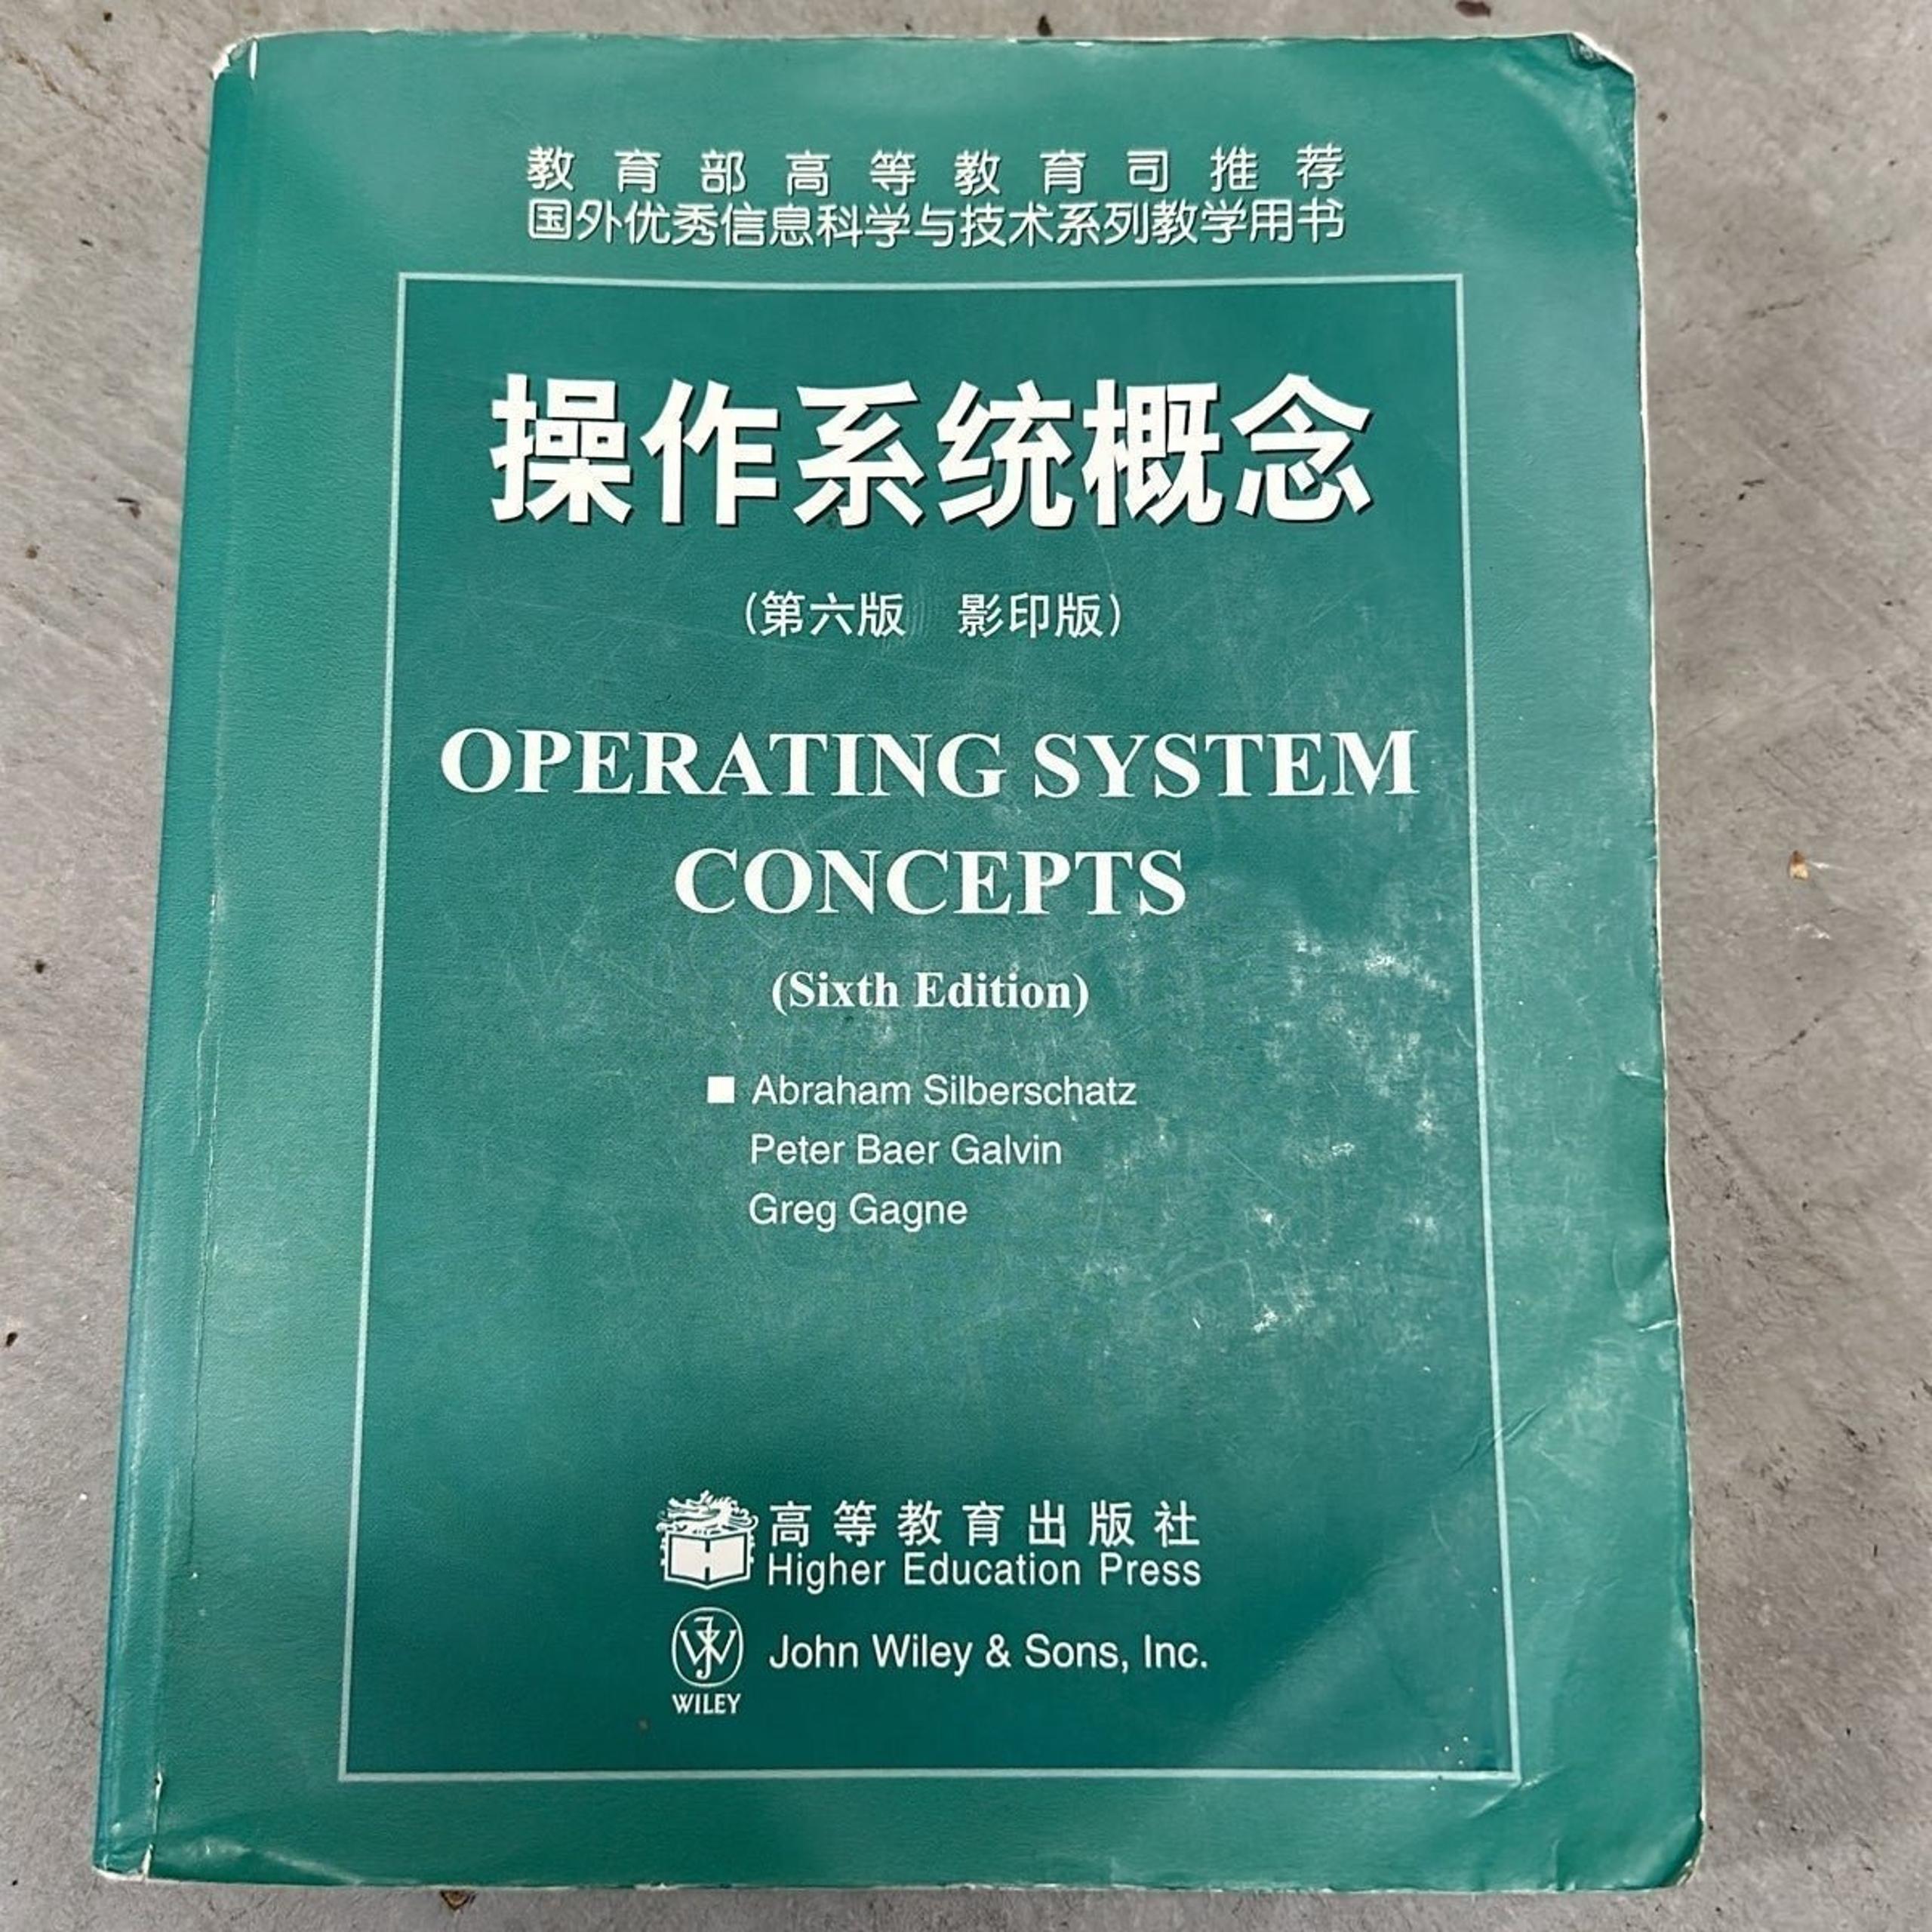 教育部高等教育司推荐
国外优秀信息科学与技术系列教学用书
操作系统概念
(第六版 影印版)
OPERATING SYSTEM
CONCEPTS
(Sixth Edition)
■ Abraham Silberschatz
Peter Baer Galvin
Greg Gagne
高等教育出版社
Higher Education Press
John Wiley & Sons, Inc.
WILEY